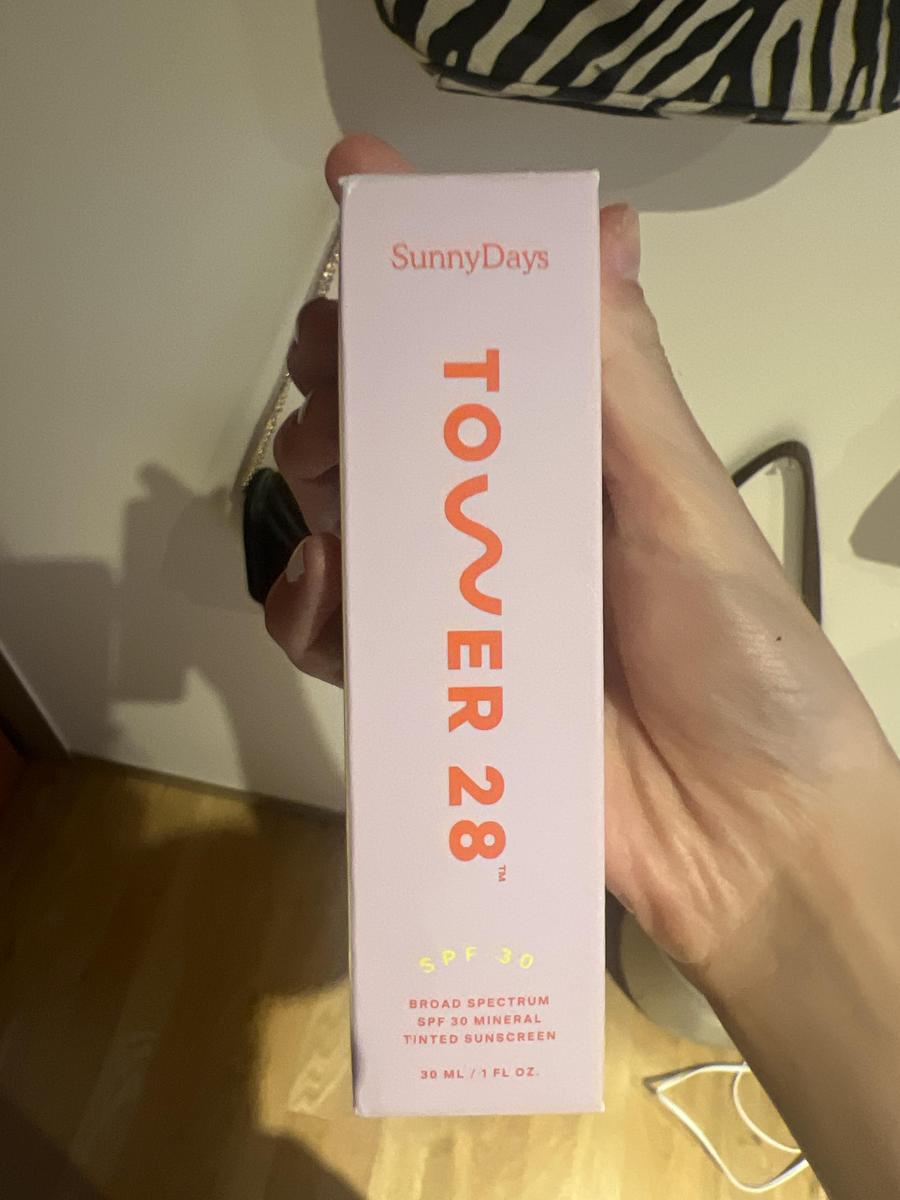 SunnyDays
TOWER 28™
SPF 30
BROAD SPECTRUM
SPF 30 MINERAL
TINTED SUNSCREEN
30 ML / 1 FL OZ.